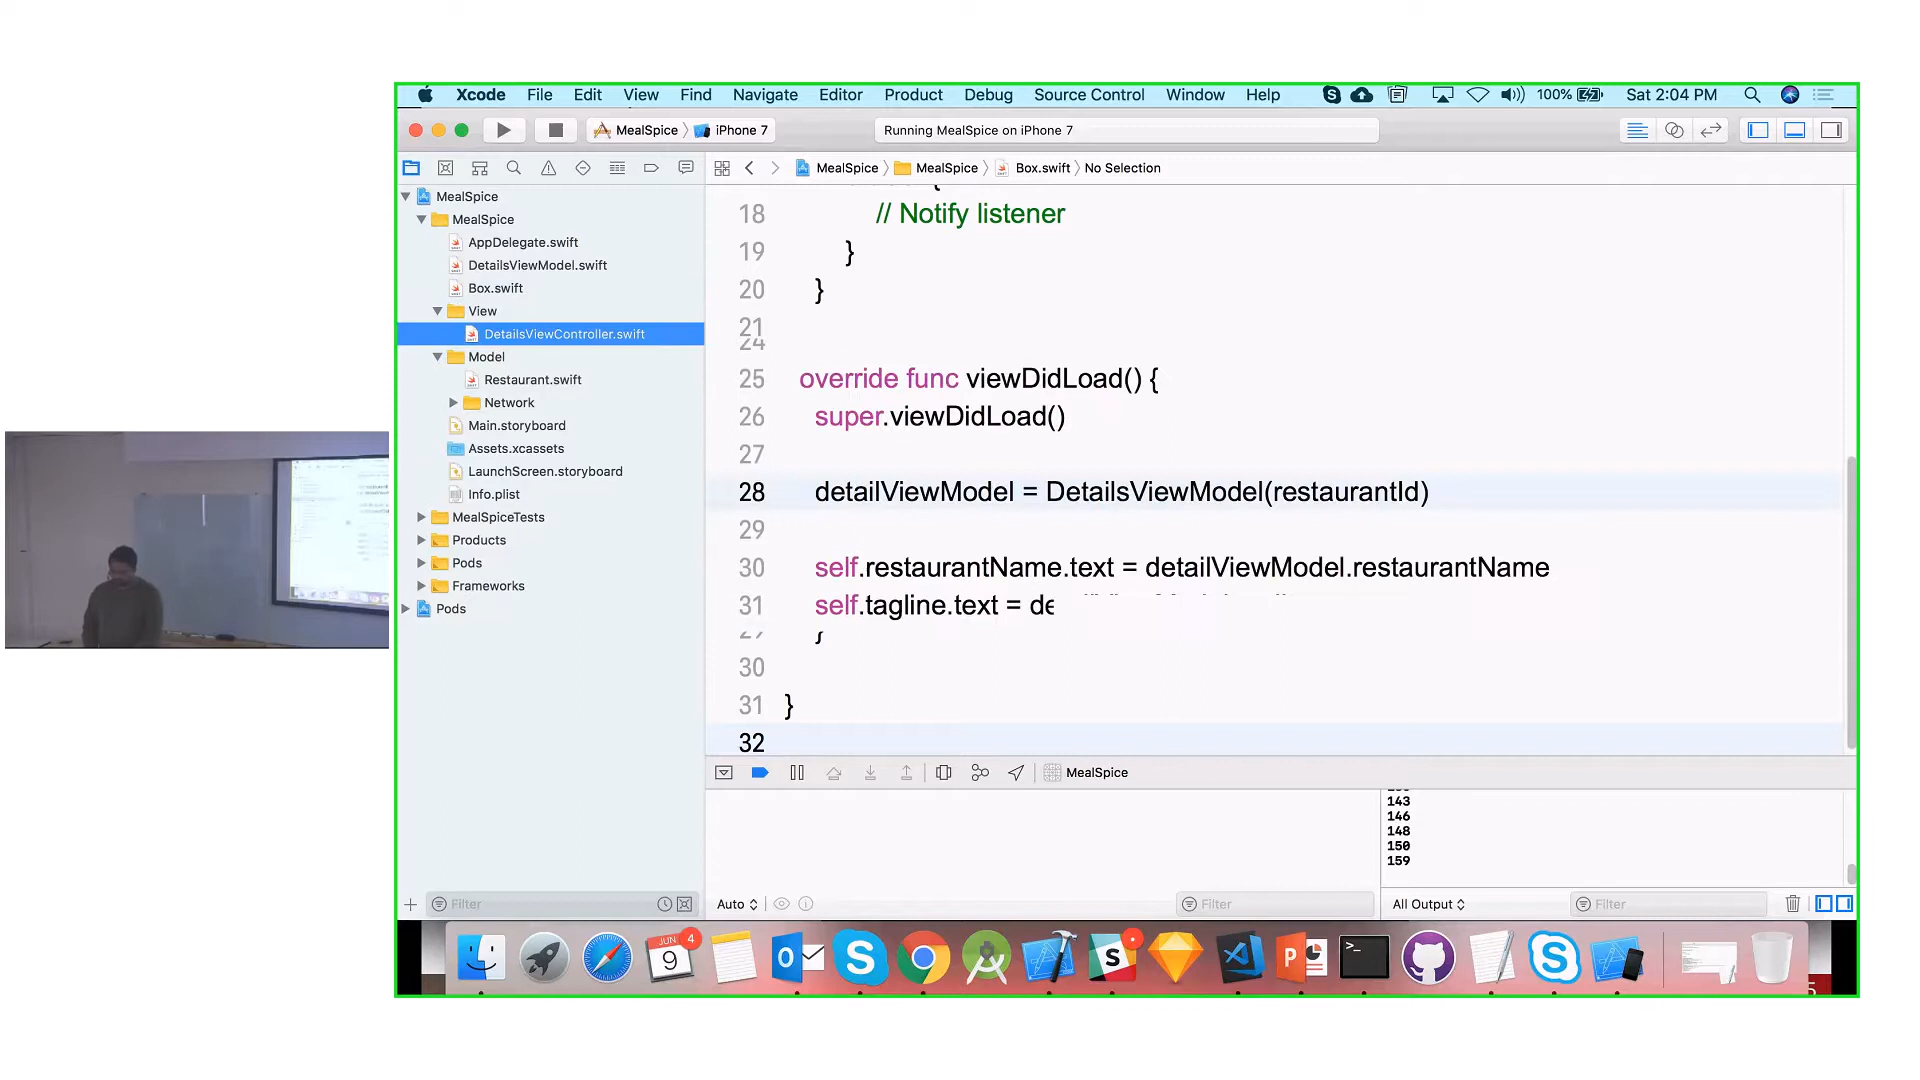 Xcode File Edit View Find Navigate Editor Product Debug Source Control Window Help 100% Sat 2:04 PM
MealSpice iPhone 7 Running MealSpice on iPhone 7
MealSpice MealSpice Box.swift No Selection
MealSpice
MealSpice
AppDelegate.swift
DetailsViewModel.swift
Box.swift
View
DetailsViewController.swift
Model
Restaurant.swift
Network
Main.storyboard
Assets.xcassets
LaunchScreen.storyboard
Info.plist
MealSpiceTests
Products
Pods
Frameworks
Pods
18 // Notify listener
19 }
20 }
21
24
25 override func viewDidLoad() {
26 super.viewDidLoad()
27
28 detailViewModel = DetailsViewModel(restaurantId)
29
30 self.restaurantName.text = detailViewModel.restaurantName
31 self.tagline.text = de
30
31 }
32
MealSpice
143
146
148
150
159
Filter
Auto
Filter
All Output
Filter
JUN 4
9